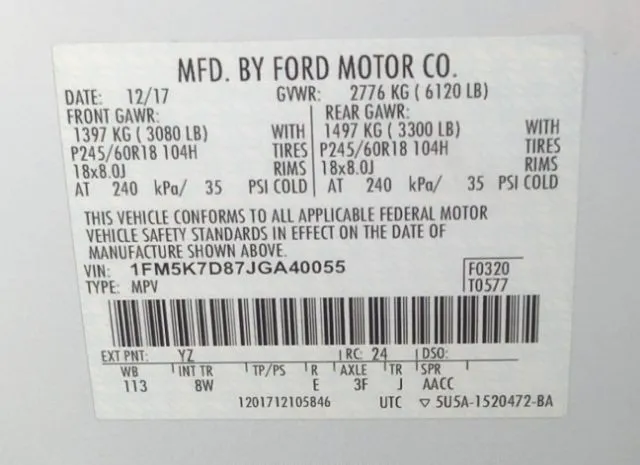 MFD. BY FORD MOTOR CO.
DATE: 12/17 GVWR: 2776 KG ( 6120 LB)
FRONT GAWR: REAR GAWR:
1397 KG ( 3080 LB) WITH 1497 KG ( 3300 LB) WITH
P245/60R18 104H TIRES P245/60R18 104H TIRES
18x8.0J RIMS 18x8.0J RIMS
AT 240 kPa/ 35 PSI COLD AT 240 kPa/ 35 PSI COLD
THIS VEHICLE CONFORMS TO ALL APPLICABLE FEDERAL MOTOR
VEHICLE SAFETY STANDARDS IN EFFECT ON THE DATE OF
MANUFACTURE SHOWN ABOVE.
VIN: 1FM5K7D87JGA40055 F0320
TYPE: MPV T0577
EXT PNT: YZ RC: 24 DSO:
WB INT TR TP/PS R AXLE TR SPR
113 8W E 3F J AACC
1201712105846 UTC ▽ 5U5A-1520472-BA